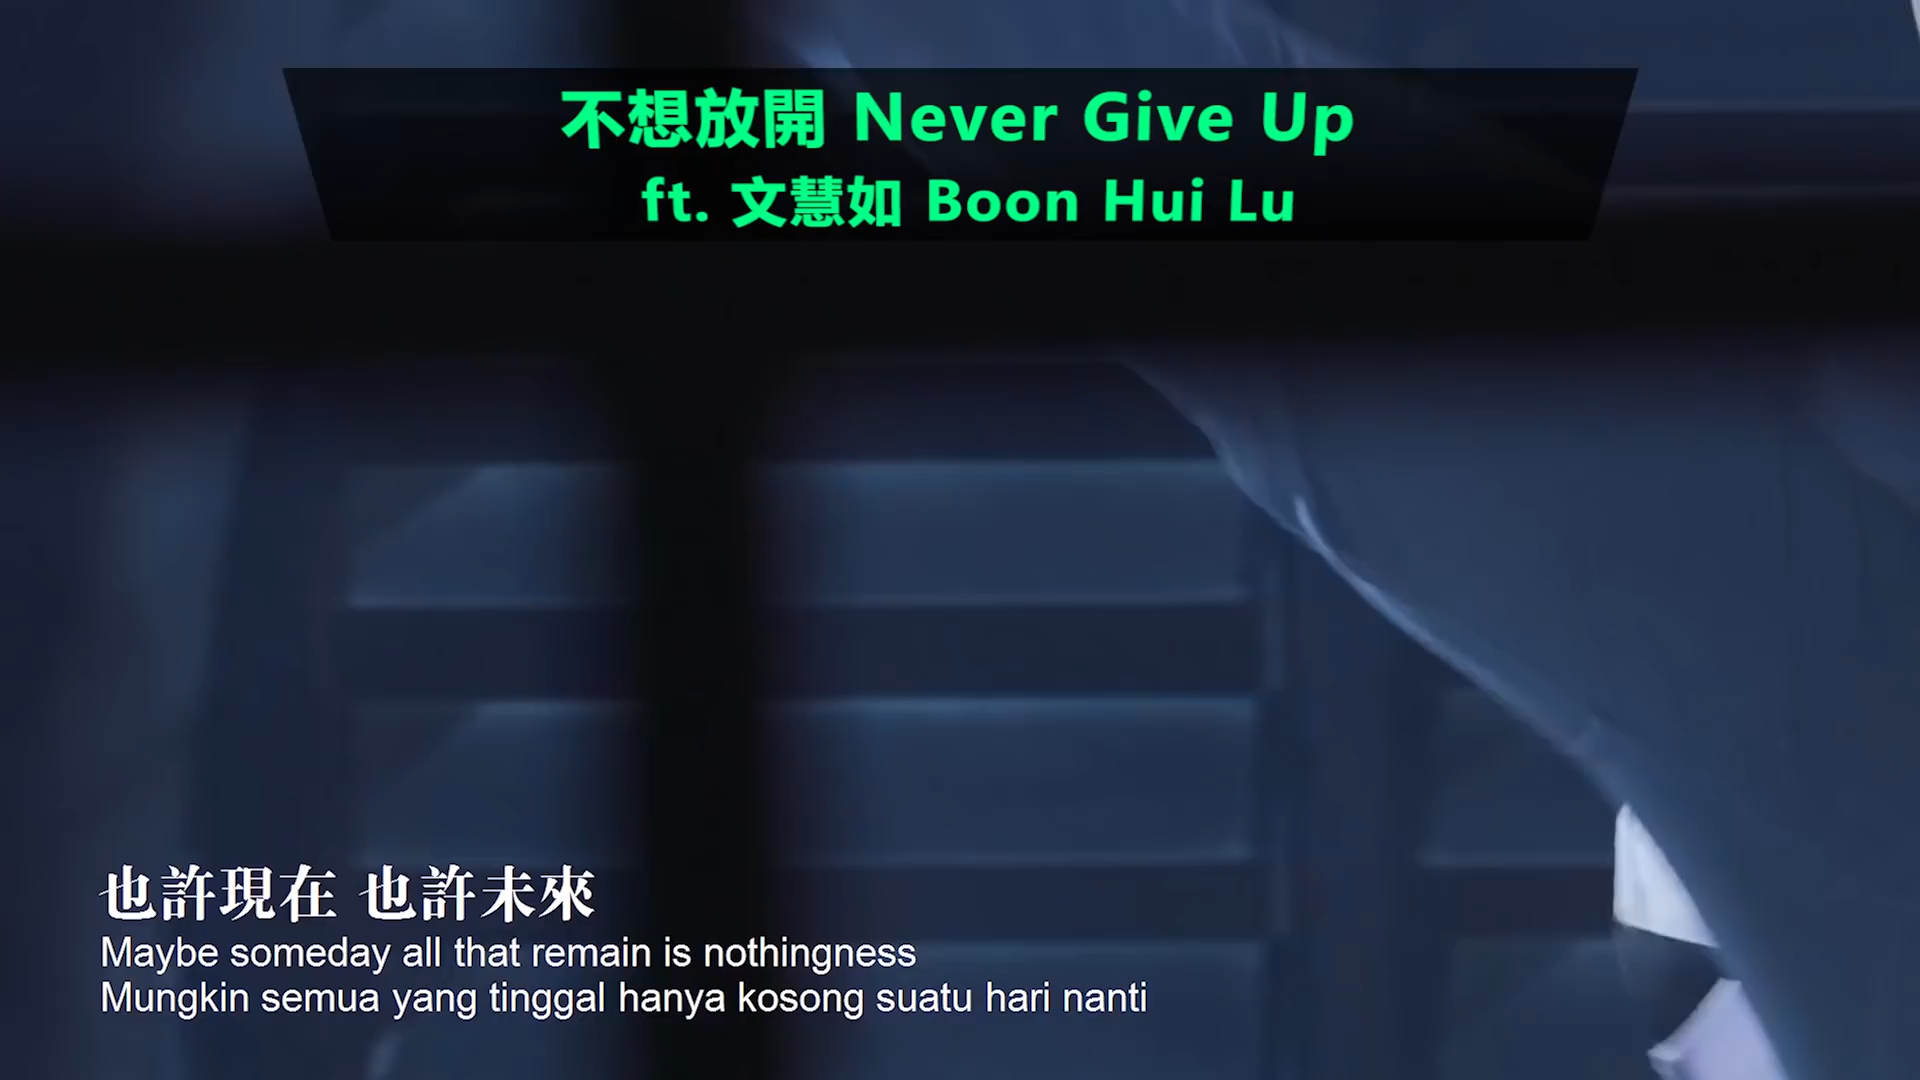 不想放開 Never Give Up
ft. 文慧如 Boon Hui Lu
也許現在 也許未來
Maybe someday all that remain is nothingness
Mungkin semua yang tinggal hanya kosong suatu hari nanti